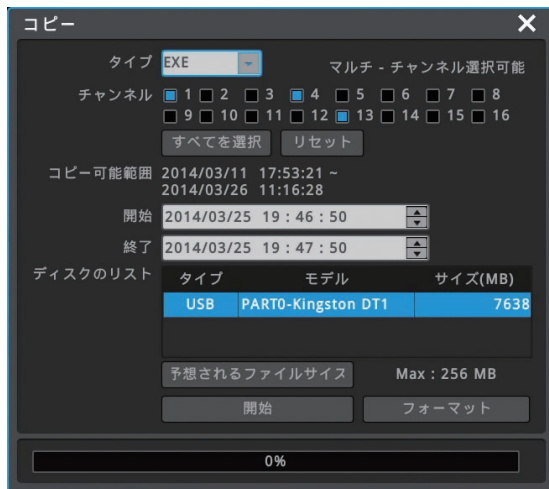 コピー
タイプ EXE マルチ - チャンネル選択可能
チャンネル 1 2 3 4 5 6 7 8
9 10 11 12 13 14 15 16
すべてを選択 リセット
コピー可能範囲 2014/03/11 17:53:21 ~
2014/03/26 11:16:28
開始 2014/03/25 19 : 46 : 50
終了 2014/03/25 19 : 47 : 50
ディスクのリスト タイプ モデル サイズ(MB)
USB PART0-Kingston DT1 7638
予想されるファイルサイズ Max : 256 MB
開始 フォーマット
0%